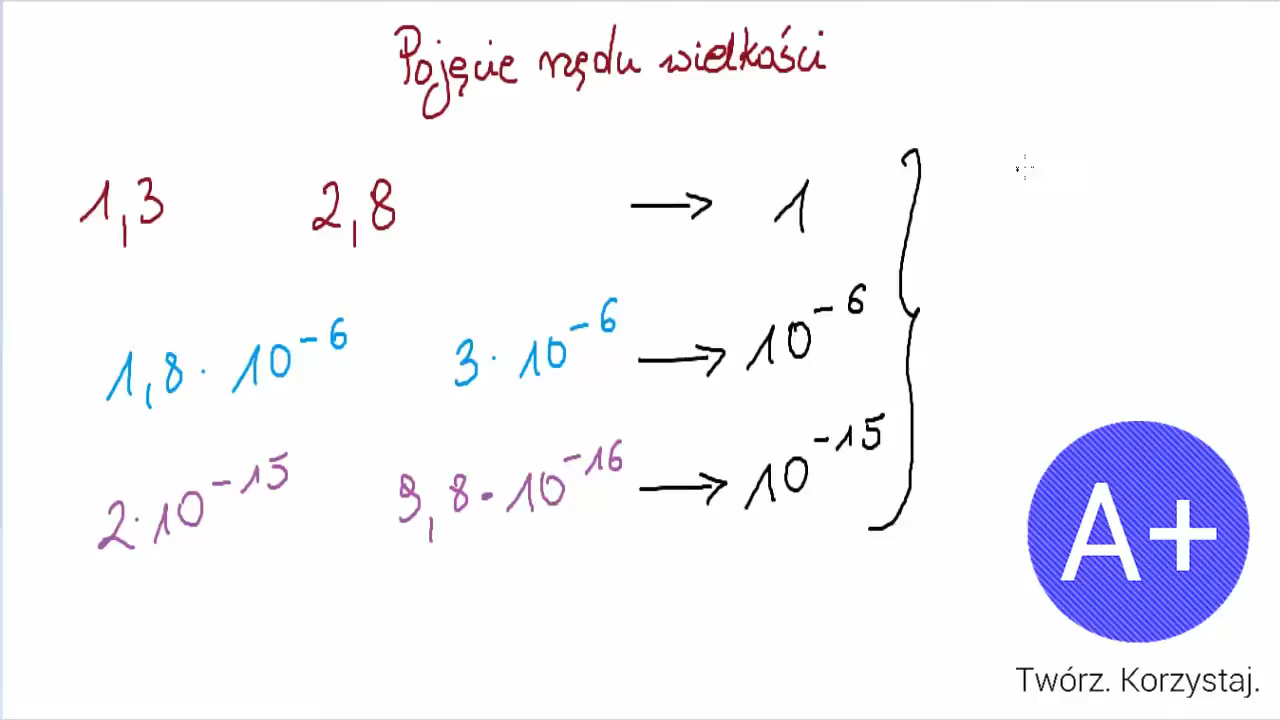 Pojęcie rzędu wielkości
1,3 2,8 → 1
1,8 · 10⁻⁶ 3 · 10⁻⁶ → 10⁻⁶
2 · 10⁻¹⁵ 9,8 · 10⁻¹⁶ → 10⁻¹⁵
A+
Twórz. Korzystaj.